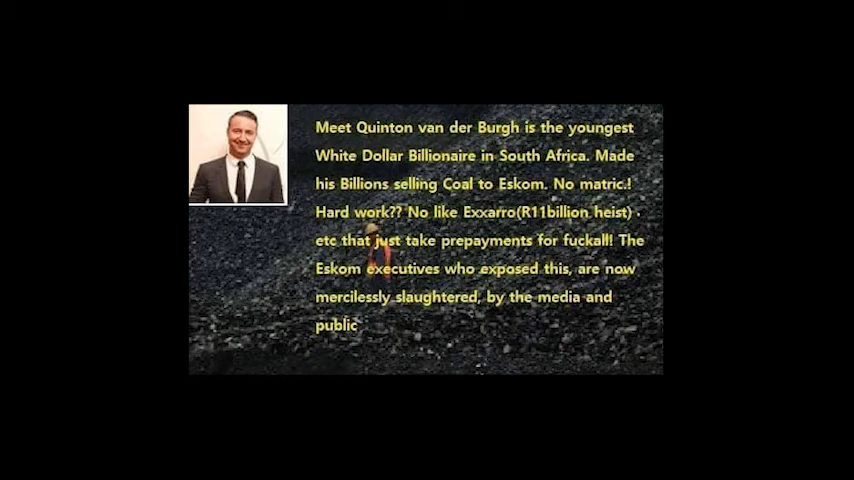 Meet Quinton van der Burgh is the youngest
White Dollar Billionaire in South Africa. Made
his Billions selling Coal to Eskom. No matric.!
Hard work?? No like Exxarro(R11billion heist) .
etc that just take prepayments for fuckall! The
Eskom executives who exposed this, are now
mercilessly slaughtered, by the media and
public